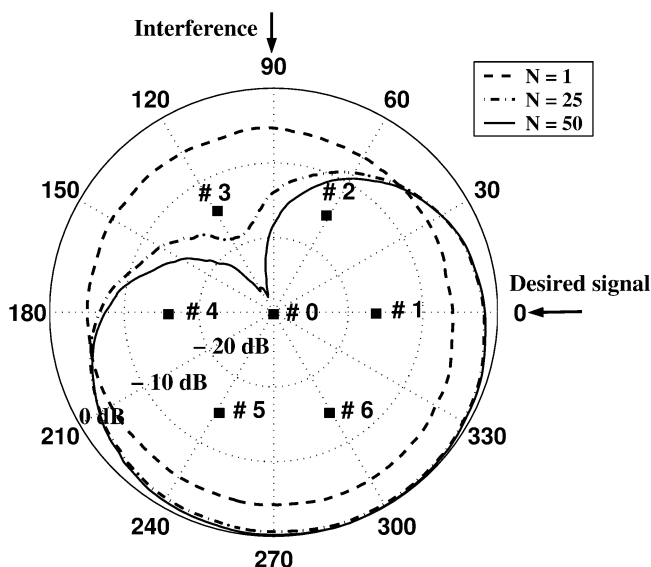 Interference
90
N = 1
N = 25
N = 50
120
60
150
# 3
# 2
30
Desired signal
180
# 4
# 0
# 1
0
– 20 dB
– 10 dB
0 dB
# 5
# 6
210
330
240
300
270